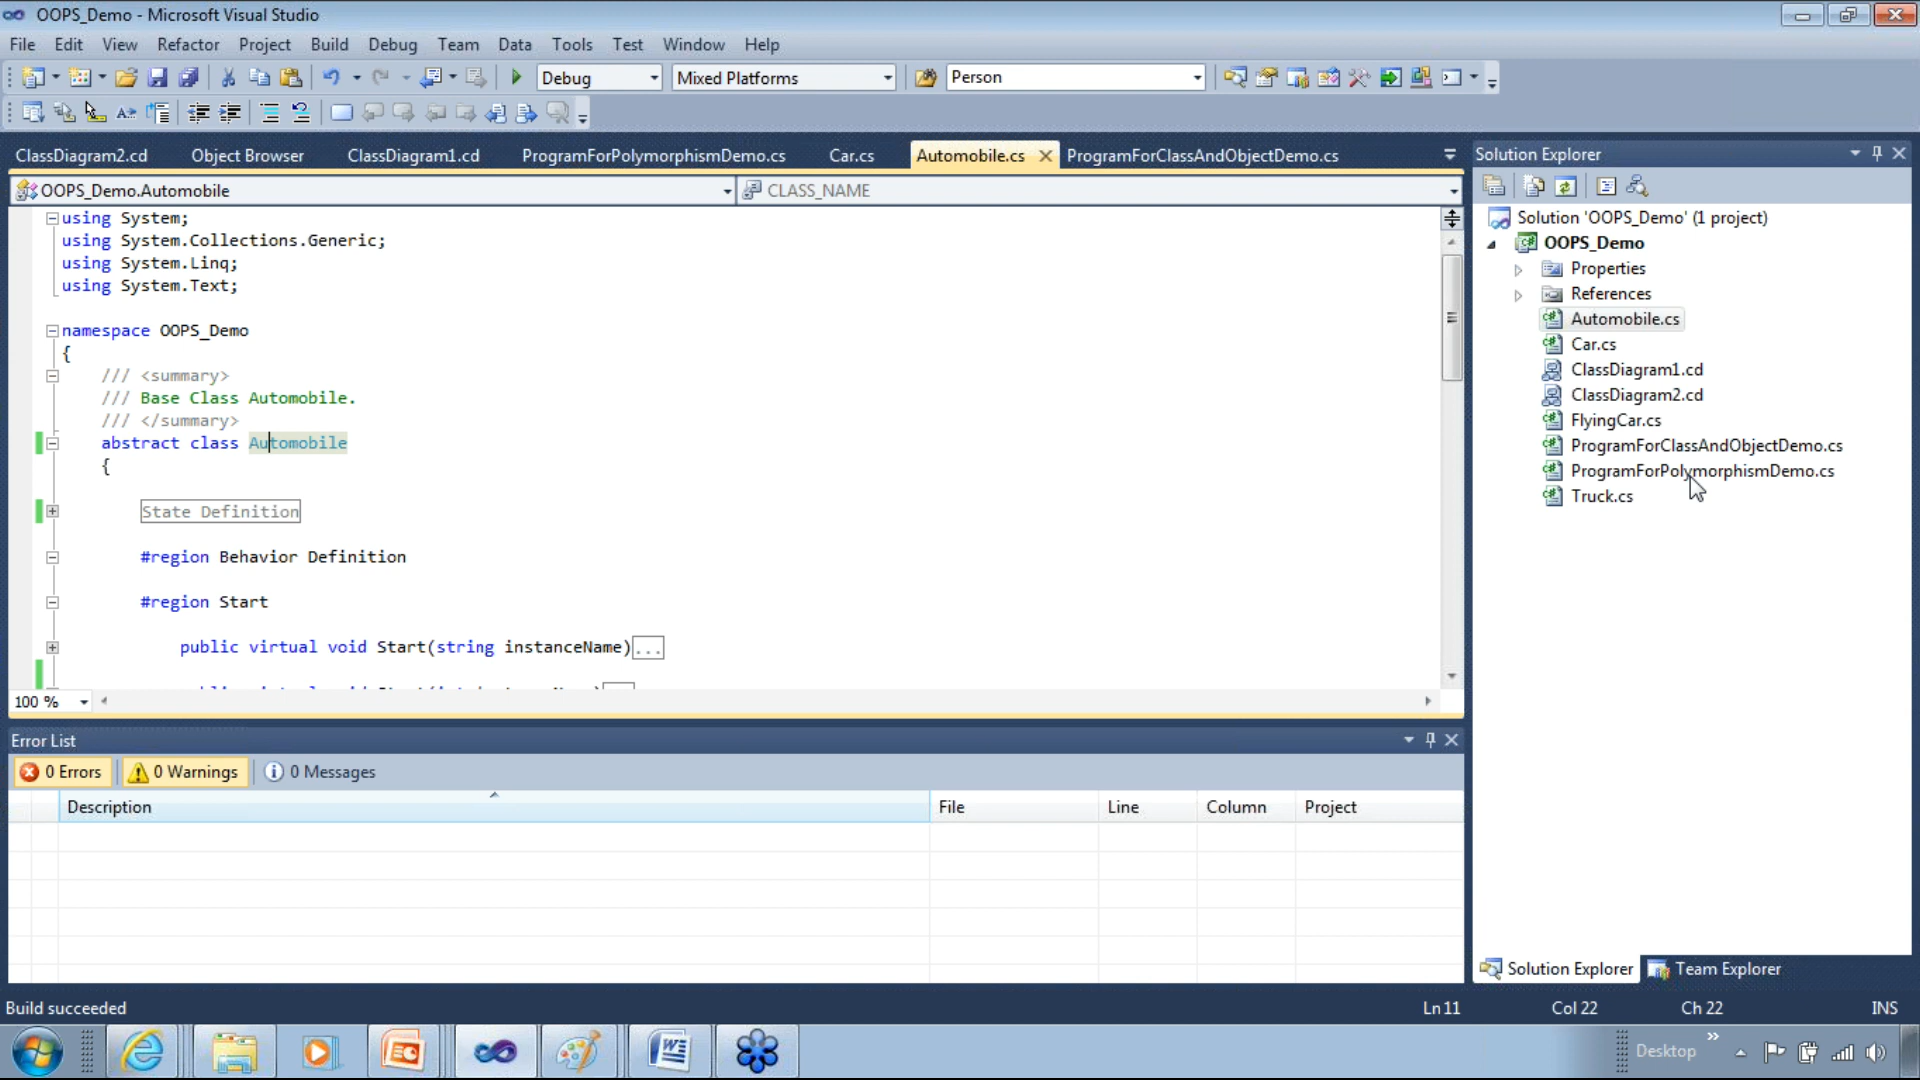 OOPS_Demo - Microsoft Visual Studio
File Edit View Refactor Project Build Debug Team Data Tools Test Window Help
Debug Mixed Platforms Person
ClassDiagram2.cd Object Browser ClassDiagram1.cd ProgramForPolymorphismDemo.cs Car.cs Automobile.cs ProgramForClassAndObjectDemo.cs
OOPS_Demo.Automobile CLASS_NAME
using System;
using System.Collections.Generic;
using System.Linq;
using System.Text;
namespace OOPS_Demo
{
/// <summary>
/// Base Class Automobile.
/// </summary>
abstract class Automobile
{
State Definition
#region Behavior Definition
#region Start
public virtual void Start(string instanceName)...
100 %
Error List
0 Errors 0 Warnings 0 Messages
Description File Line Column Project
Solution Explorer
Solution 'OOPS_Demo' (1 project)
OOPS_Demo
Properties
References
Automobile.cs
Car.cs
ClassDiagram1.cd
ClassDiagram2.cd
FlyingCar.cs
ProgramForClassAndObjectDemo.cs
ProgramForPolymorphismDemo.cs
Truck.cs
Solution Explorer Team Explorer
Build succeeded Ln 11 Col 22 Ch 22 INS
Desktop